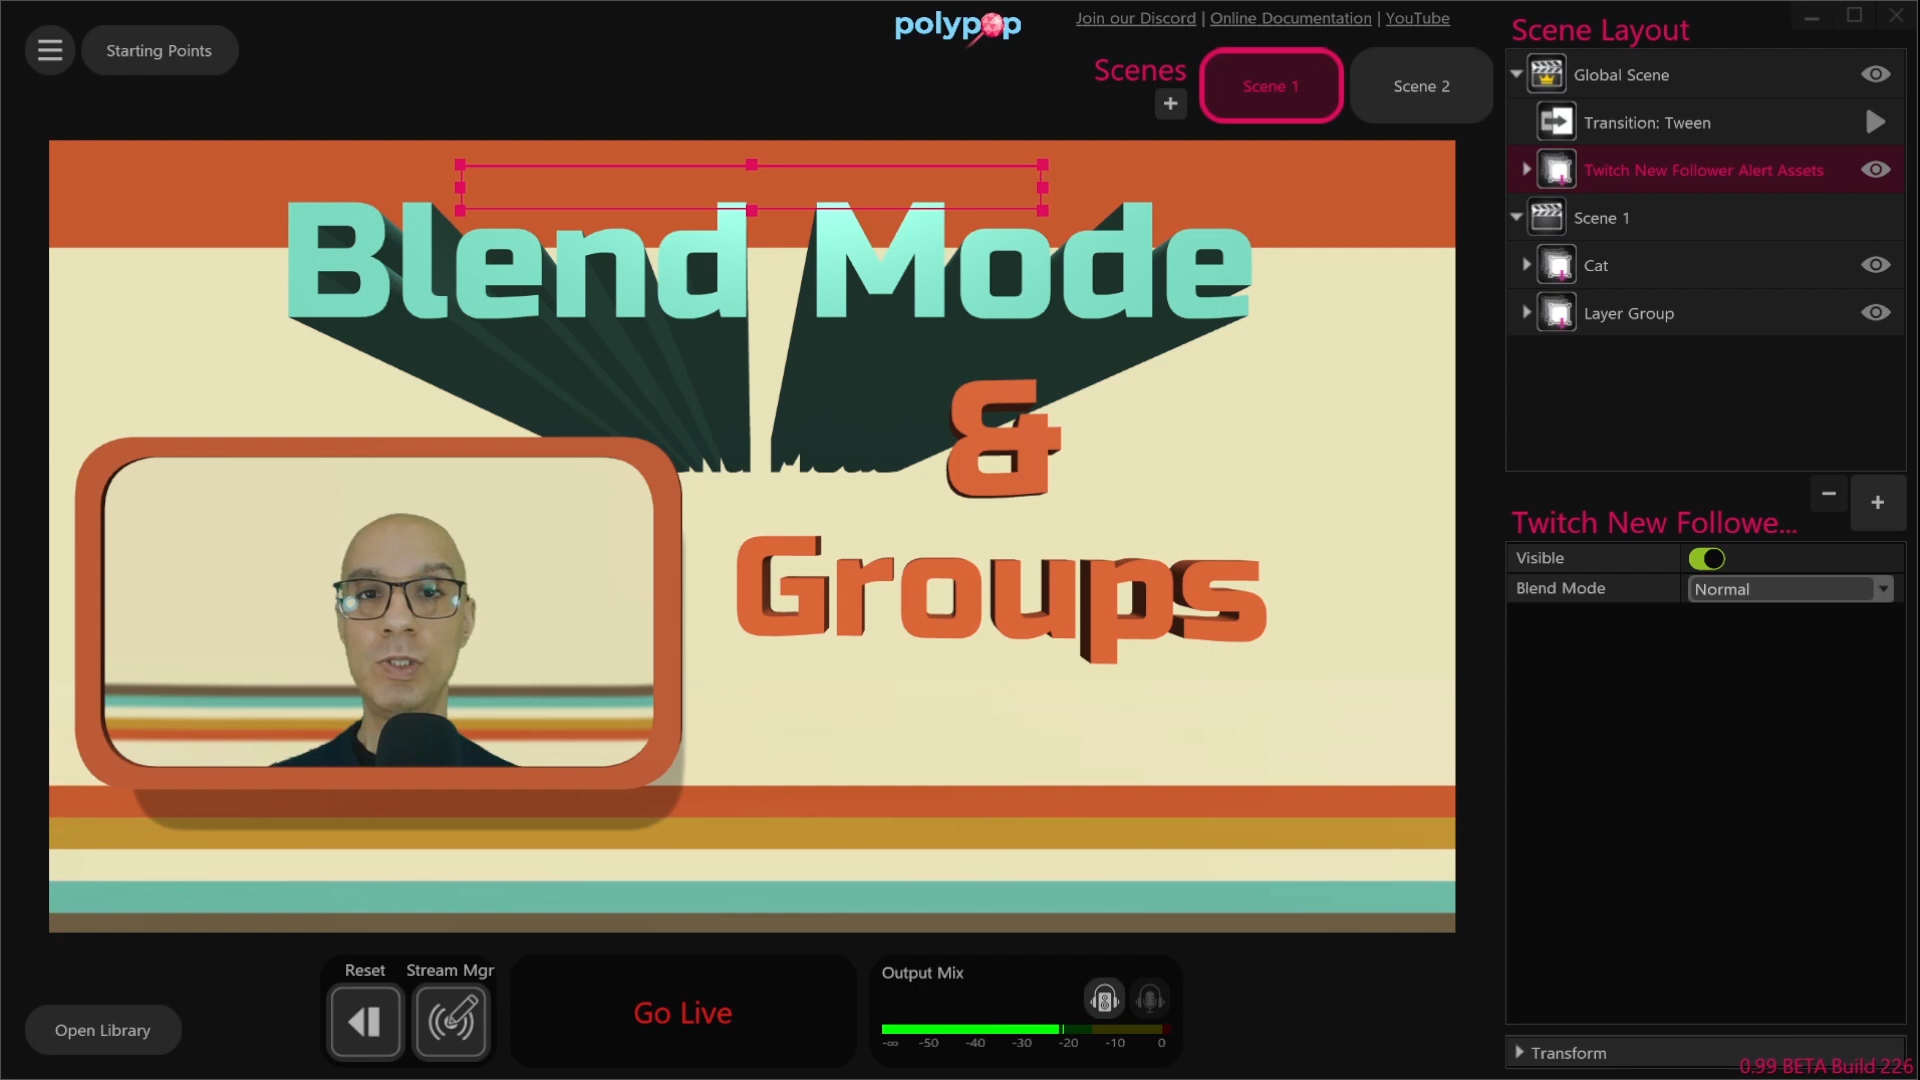 Starting Points
polypop
Join our Discord | Online Documentation | YouTube
Scenes
+
Scene 1
Scene 2
Scene Layout
Global Scene
Transition: Tween
Twitch New Follower Alert Assets
Scene 1
Cat
Layer Group
Blend Mode
&
Groups
Twitch New Followe...
Visible
Blend Mode
Normal
Reset
Stream Mgr
Go Live
Output Mix
-∞ -50 -40 -30 -20 -10 0
Open Library
Transform
0.99 BETA Build 226